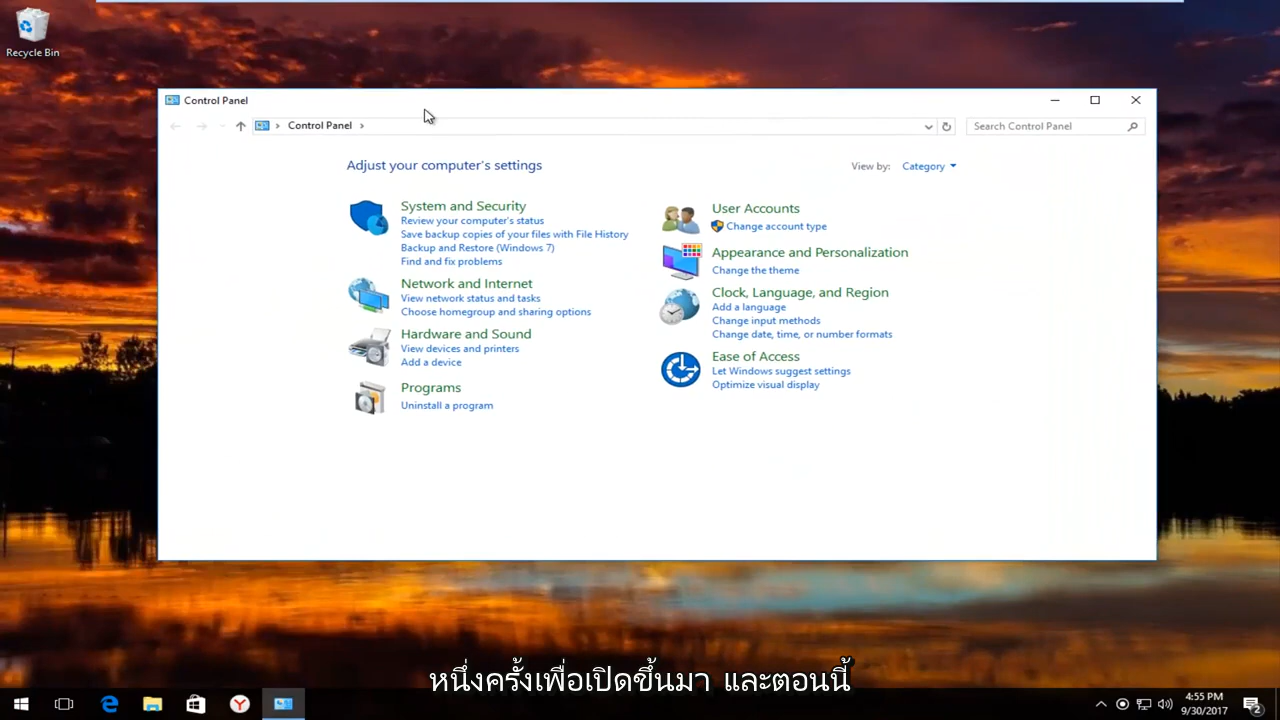 Recycle Bin
Control Panel
Control Panel
Search Control Panel
Adjust your computer's settings
View by: Category
System and Security
Review your computer's status
Save backup copies of your files with File History
Backup and Restore (Windows 7)
Find and fix problems
Network and Internet
View network status and tasks
Choose homegroup and sharing options
Hardware and Sound
View devices and printers
Add a device
Programs
Uninstall a program
User Accounts
Change account type
Appearance and Personalization
Change the theme
Clock, Language, and Region
Add a language
Change input methods
Change date, time, or number formats
Ease of Access
Let Windows suggest settings
Optimize visual display
หนึ่งครั้งเพื่อเปิดขึ้นมา และตอนนี้
4:55 PM
9/30/2017
2